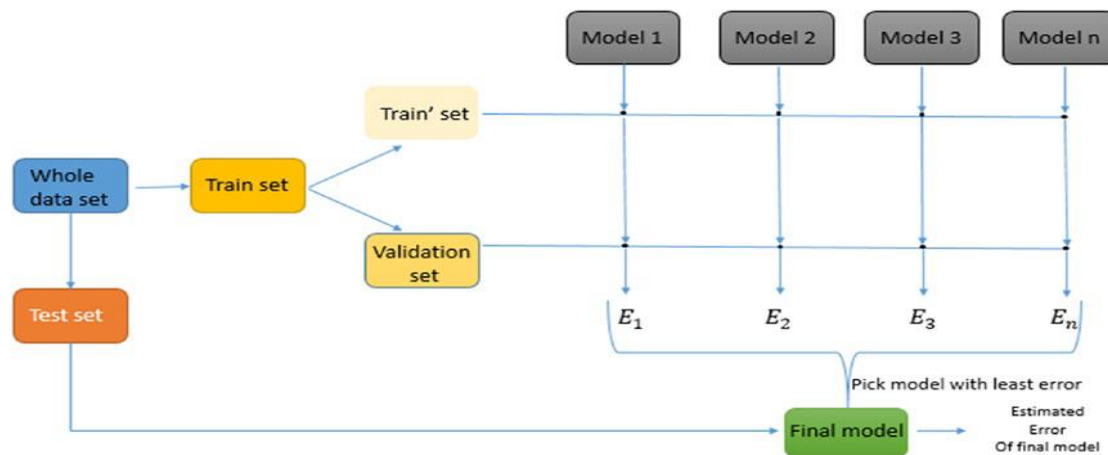 Model 1
Model 2
Model 3
Model n
Train’ set
Whole
data set
Train set
Validation
set
Test set
E₁
E₂
E₃
Eₙ
Pick model with least error
Final model
Estimated
Error
Of final model